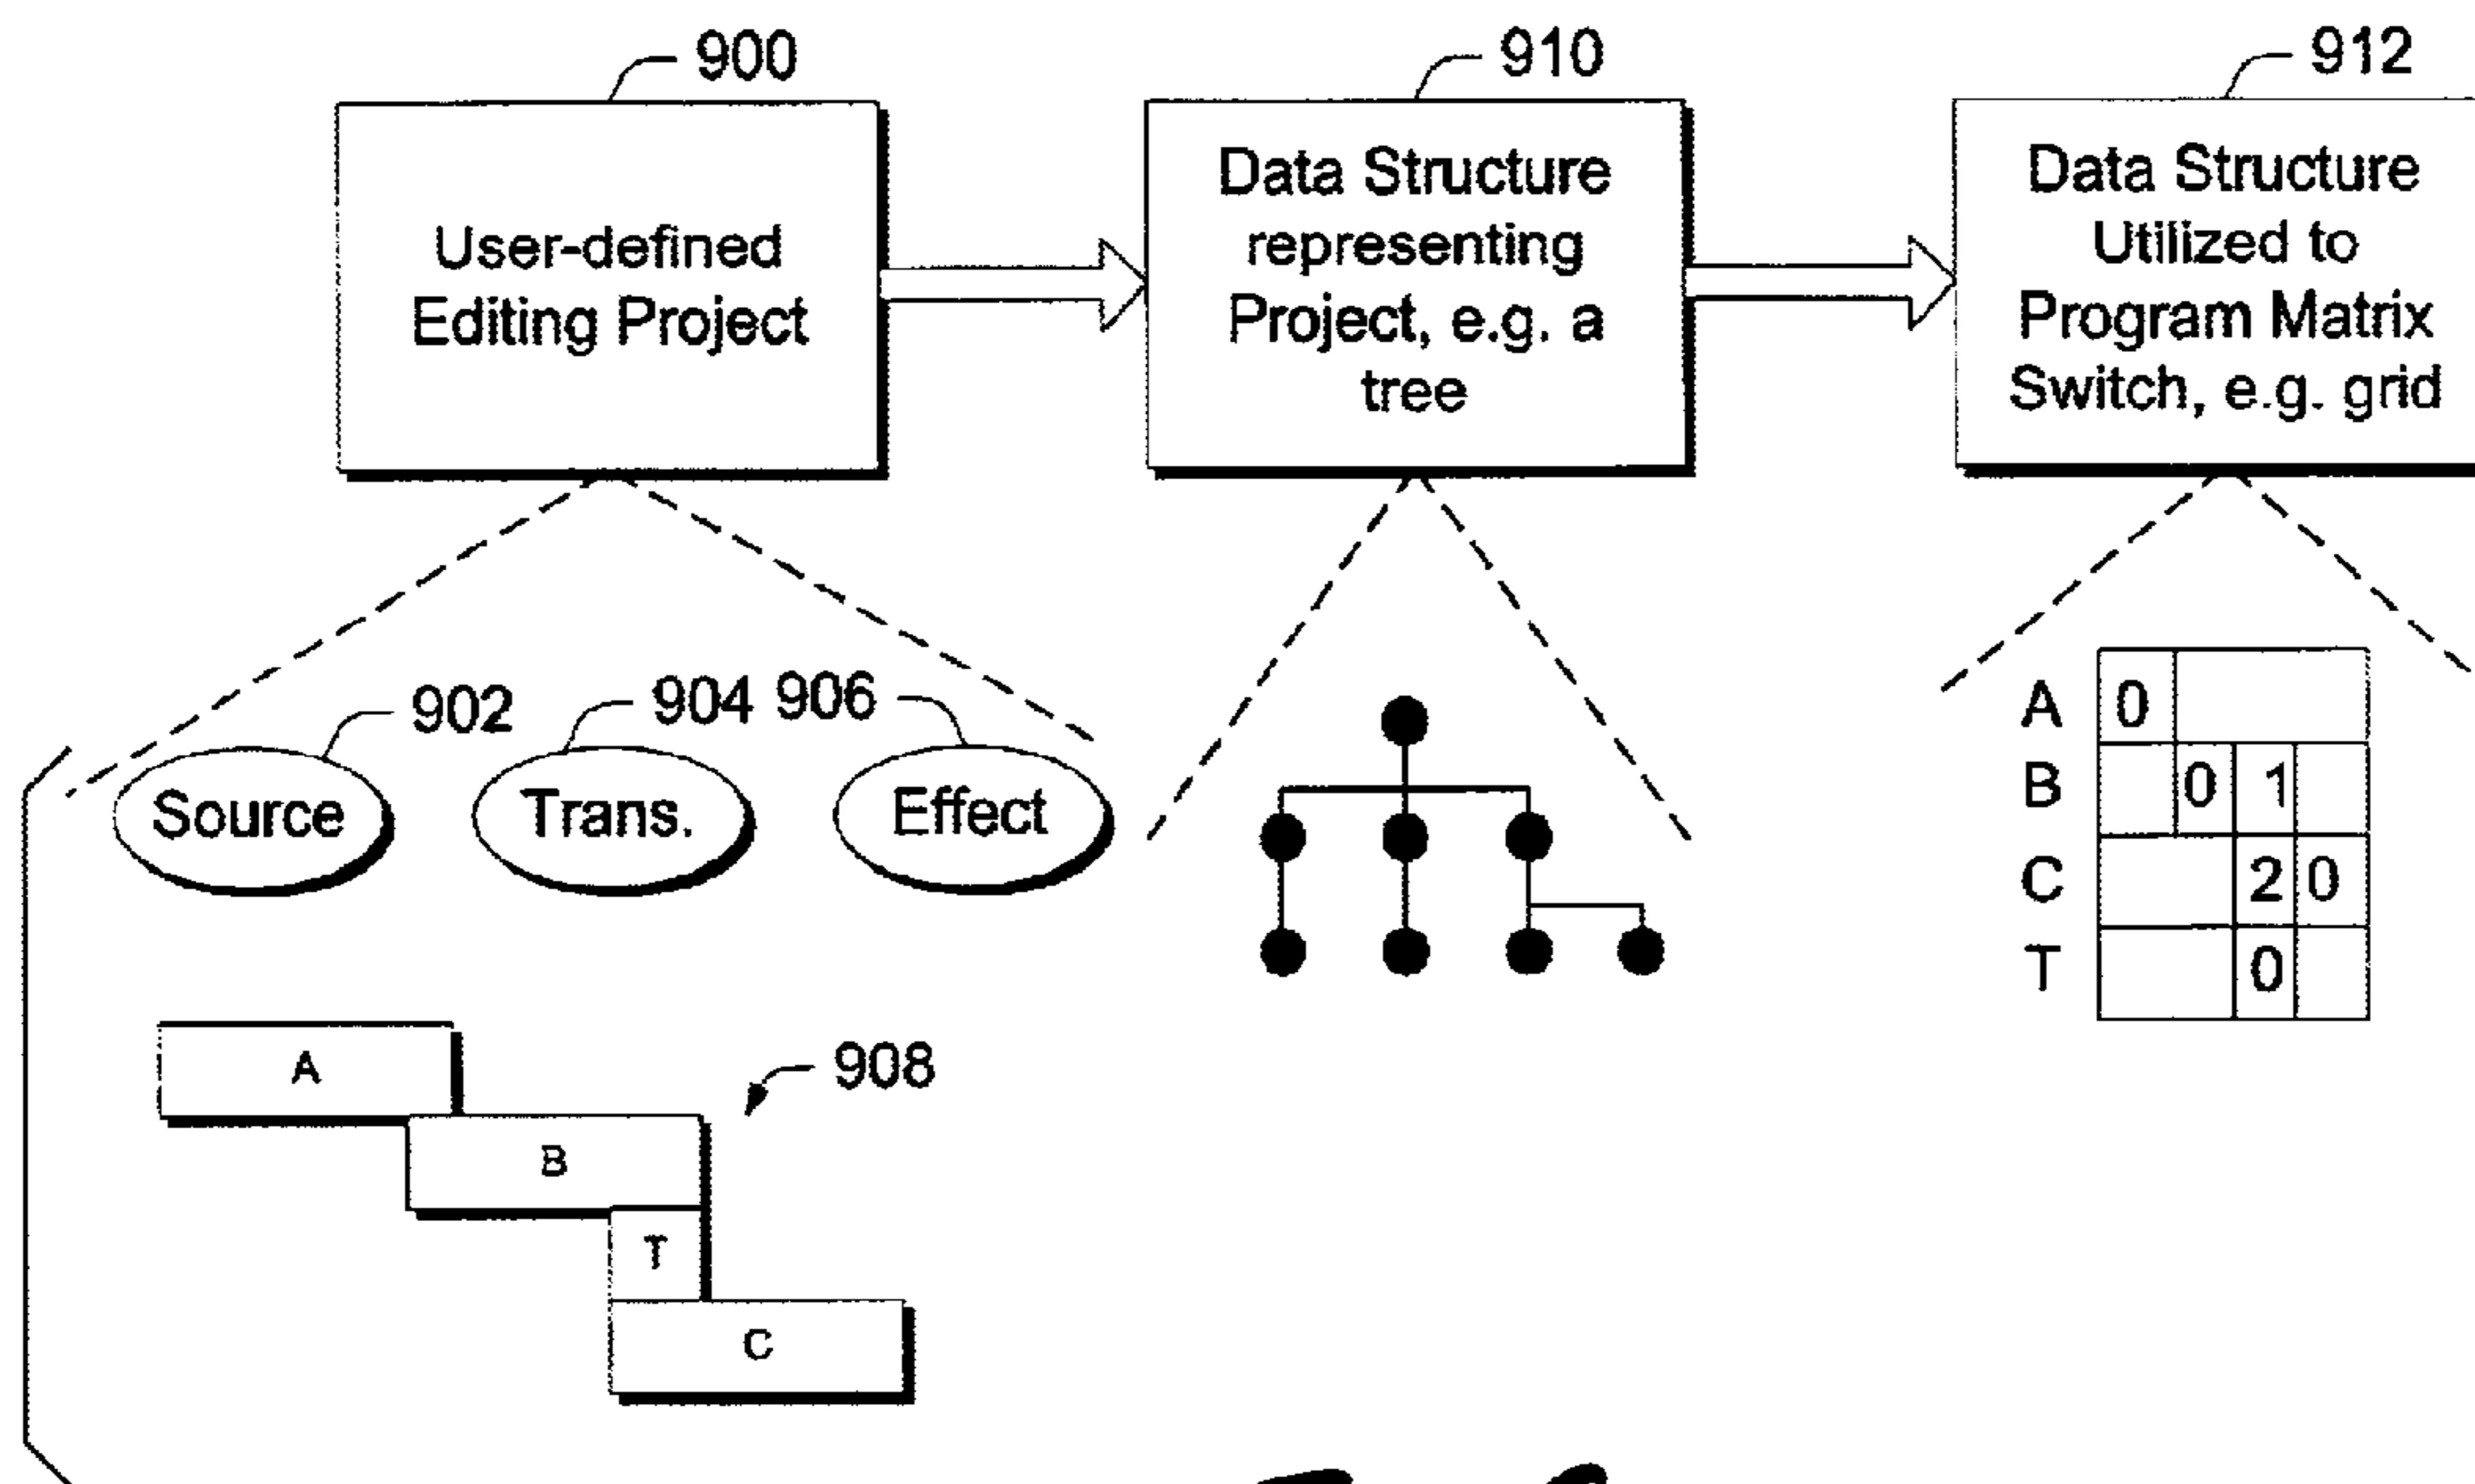 900
910
912
User-defined
Editing Project
Data Structure
representing
Project, e.g. a
tree
Data Structure
Utilized to
Program Matrix
Switch, e.g. grid
902
904
906
Source
Trans.
Effect
A 0
B 0 1
C 2 0
T 0
908
A
B
T
C